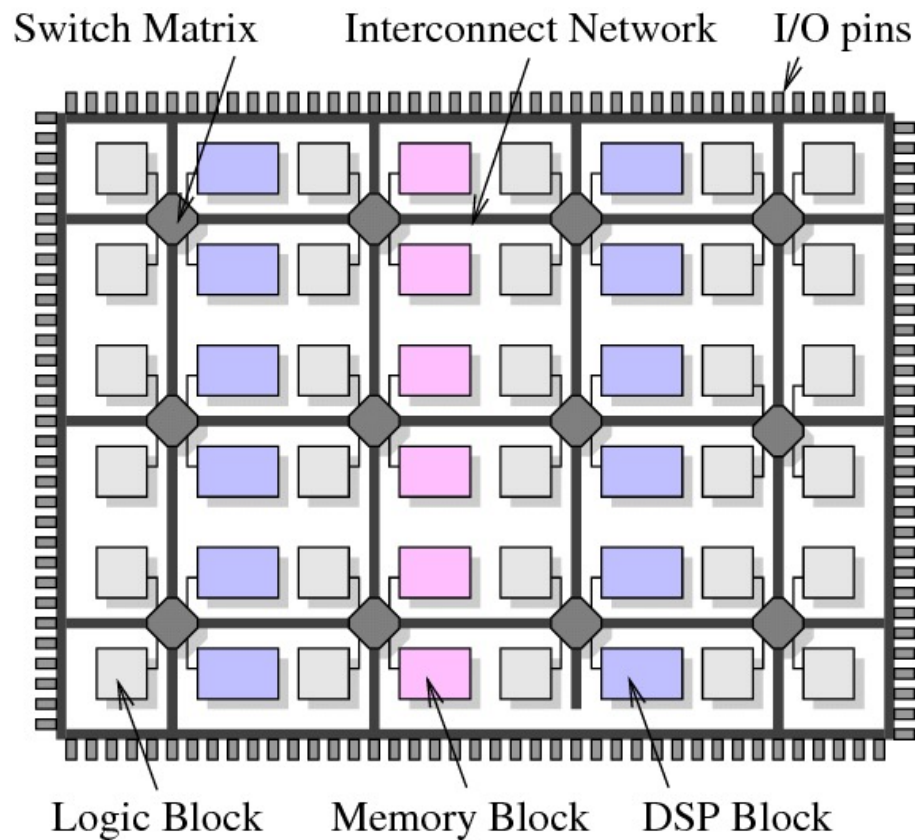 Switch Matrix
Interconnect Network
I/O pins
Logic Block
Memory Block
DSP Block